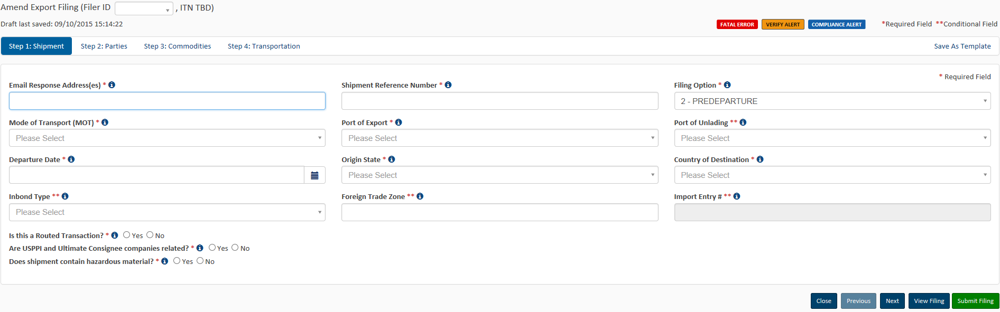 Amend Export Filing (Filer ID , ITN TBD)
Draft last saved: 09/10/2015 15:14:22
FATAL ERROR VERIFY ALERT COMPLIANCE ALERT *Required Field **Conditional Field
Step 1: Shipment Step 2: Parties Step 3: Commodities Step 4: Transportation Save As Template
* Required Field
Email Response Address(es) * Shipment Reference Number * Filing Option *
2 - PREDEPARTURE
Mode of Transport (MOT) * Port of Export * Port of Unlading **
Please Select Please Select Please Select
Departure Date * Origin State * Country of Destination *
Please Select Please Select
Inbond Type ** Foreign Trade Zone ** Import Entry # **
Please Select
Is this a Routed Transaction? * Yes No
Are USPPI and Ultimate Consignee companies related? * Yes No
Does shipment contain hazardous material? * Yes No
Close Previous Next View Filing Submit Filing